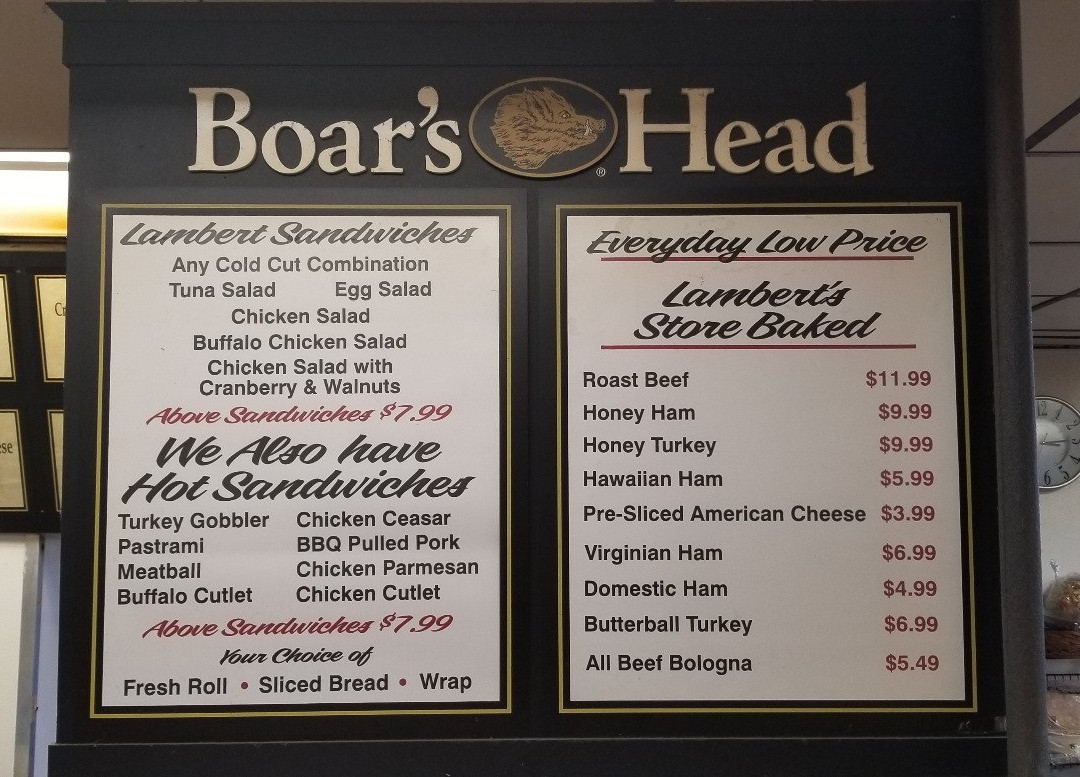 Boar's Head
®
Lambert Sandwiches
Any Cold Cut Combination
Tuna Salad Egg Salad
Chicken Salad
Buffalo Chicken Salad
Chicken Salad with
Cranberry & Walnuts
Above Sandwiches $7.99
We Also have
Hot Sandwiches
Turkey Gobbler Chicken Ceasar
Pastrami BBQ Pulled Pork
Meatball Chicken Parmesan
Buffalo Cutlet Chicken Cutlet
Above Sandwiches $7.99
Your Choice of
Fresh Roll • Sliced Bread • Wrap
Everyday Low Price
Lambert's
Store Baked
Roast Beef $11.99
Honey Ham $9.99
Honey Turkey $9.99
Hawaiian Ham $5.99
Pre-Sliced American Cheese $3.99
Virginian Ham $6.99
Domestic Ham $4.99
Butterball Turkey $6.99
All Beef Bologna $5.49